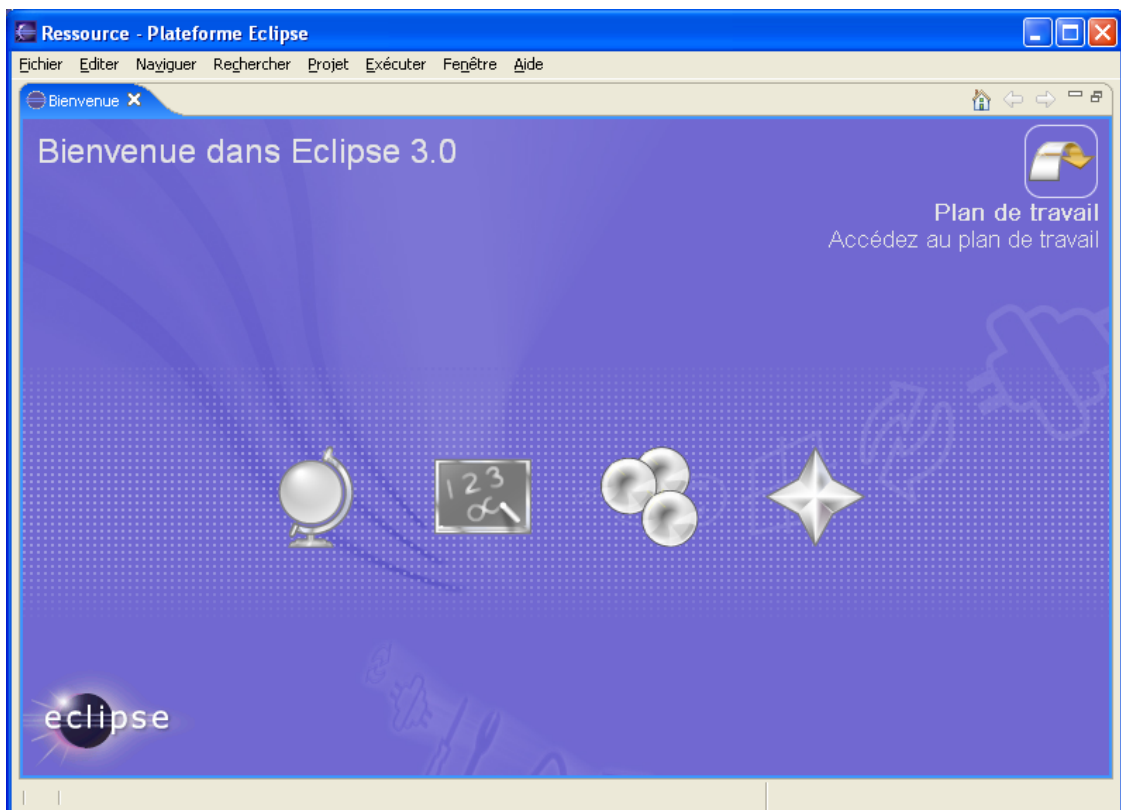 Ressource - Plateforme Eclipse
Fichier Editer Naviguer Rechercher Projet Exécuter Fenêtre Aide
Bienvenue
Bienvenue dans Eclipse 3.0
Plan de travail
Accédez au plan de travail
123
eclipse